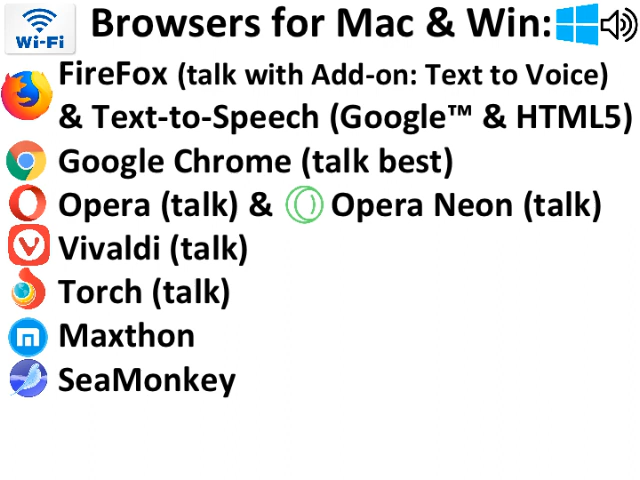 Wi-Fi
Browsers for Mac & Win:
FireFox (talk with Add-on: Text to Voice)
& Text-to-Speech (Google™ & HTML5)
Google Chrome (talk best)
Opera (talk) & Opera Neon (talk)
Vivaldi (talk)
Torch (talk)
Maxthon
SeaMonkey